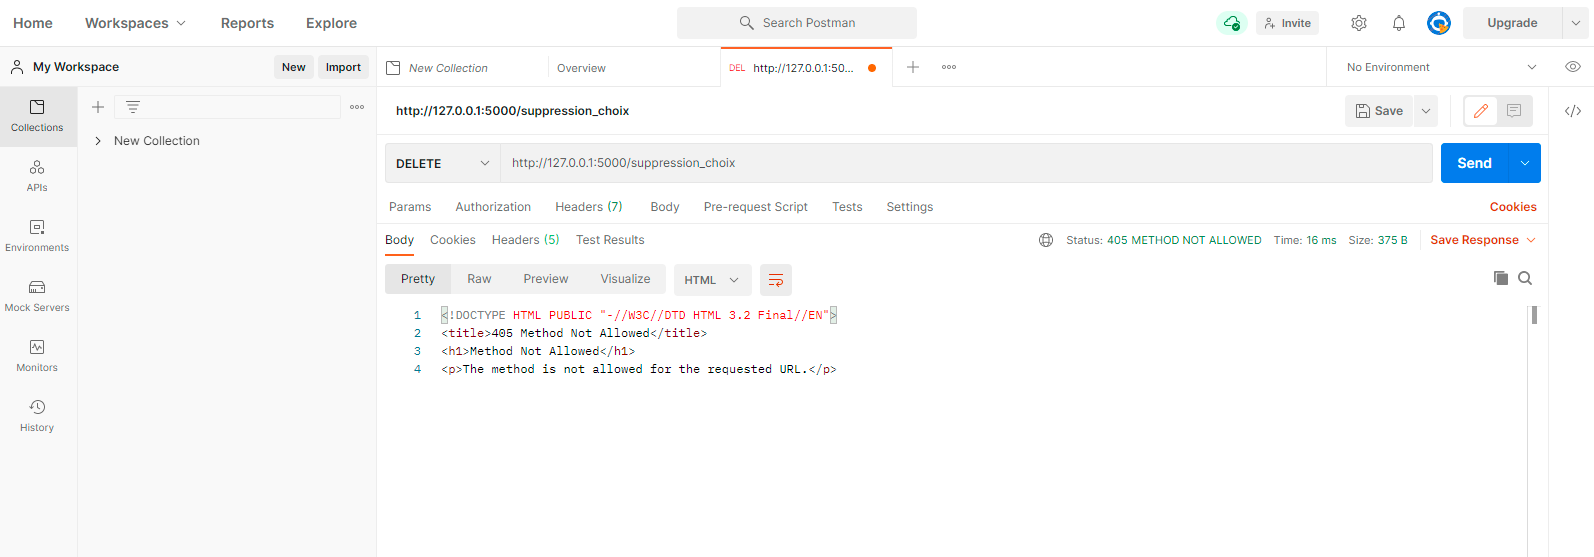 Home Workspaces Reports Explore Search Postman Invite Upgrade
My Workspace New Import New Collection Overview DEL http://127.0.0.1:50... No Environment
Collections
http://127.0.0.1:5000/suppression_choix Save
New Collection
DELETE http://127.0.0.1:5000/suppression_choix Send
APIs
Params Authorization Headers (7) Body Pre-request Script Tests Settings Cookies
Environments
Body Cookies Headers (5) Test Results Status: 405 METHOD NOT ALLOWED Time: 16 ms Size: 375 B Save Response
Pretty Raw Preview Visualize HTML
Mock Servers
1 <!DOCTYPE HTML PUBLIC "-//W3C//DTD HTML 3.2 Final//EN">
2 <title>405 Method Not Allowed</title>
3 <h1>Method Not Allowed</h1>
4 <p>The method is not allowed for the requested URL.</p>
Monitors
History